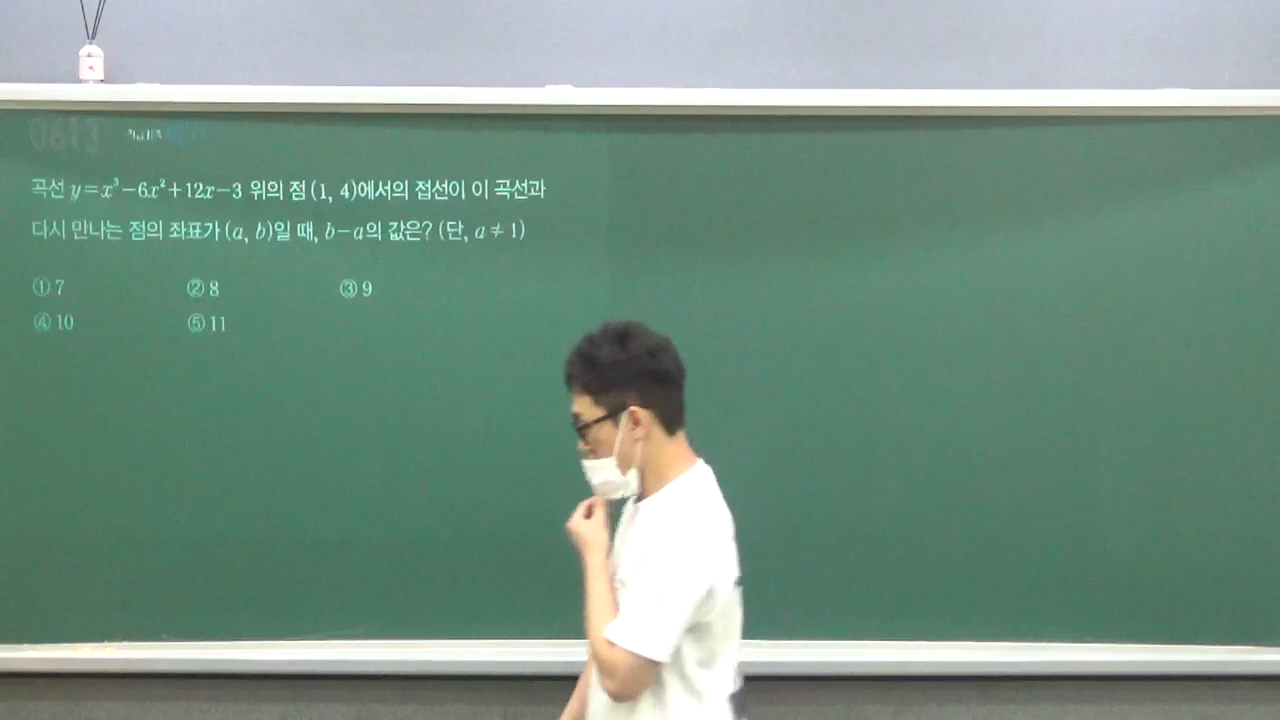 0613
곡선 y=x³-6x²+12x-3 위의 점 (1, 4)에서의 접선이 이 곡선과
다시 만나는 점의 좌표가 (a, b)일 때, b-a의 값은? (단, a≠1)
① 7 ② 8 ③ 9
④ 10 ⑤ 11